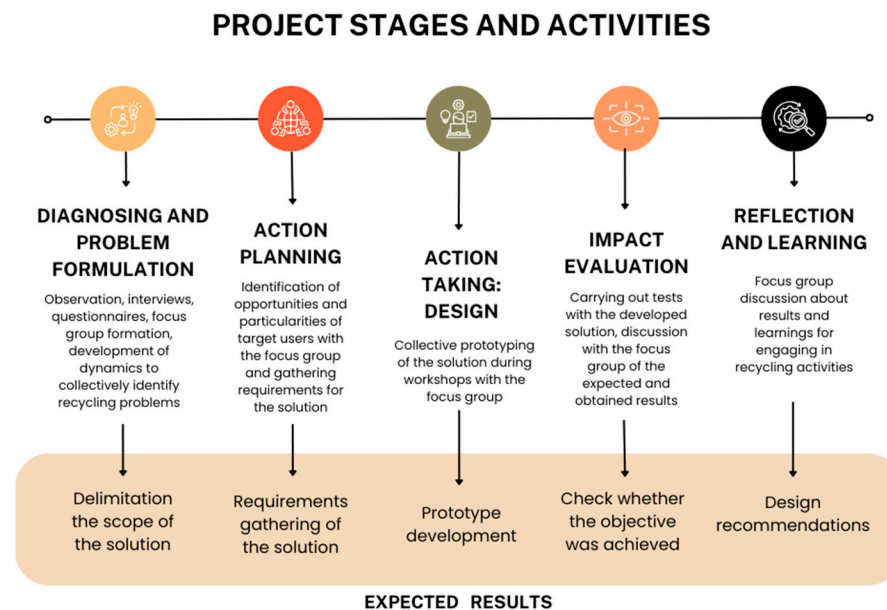 PROJECT STAGES AND ACTIVITIES
DIAGNOSING AND
PROBLEM
FORMULATION
Observation, interviews,
questionnaires, focus
group formation,
development of
dynamics to
collectively identify
recycling problems
Delimitation
the scope of
the solution
ACTION
PLANNING
Identification of
opportunities and
particularities of
target users with
the focus group
and gathering
requirements for
the solution
Requirements
gathering of
the solution
ACTION
TAKING:
DESIGN
Collective prototyping
of the solution during
workshops with the
focus group
Prototype
development
IMPACT
EVALUATION
Carrying out tests
with the developed
solution, discussion
with the focus
group of the
expected and
obtained results
Check whether
the objective
was achieved
REFLECTION
AND LEARNING
Focus group
discussion about
results and
learnings for
engaging in
recycling activities
Design
recommendations
EXPECTED RESULTS